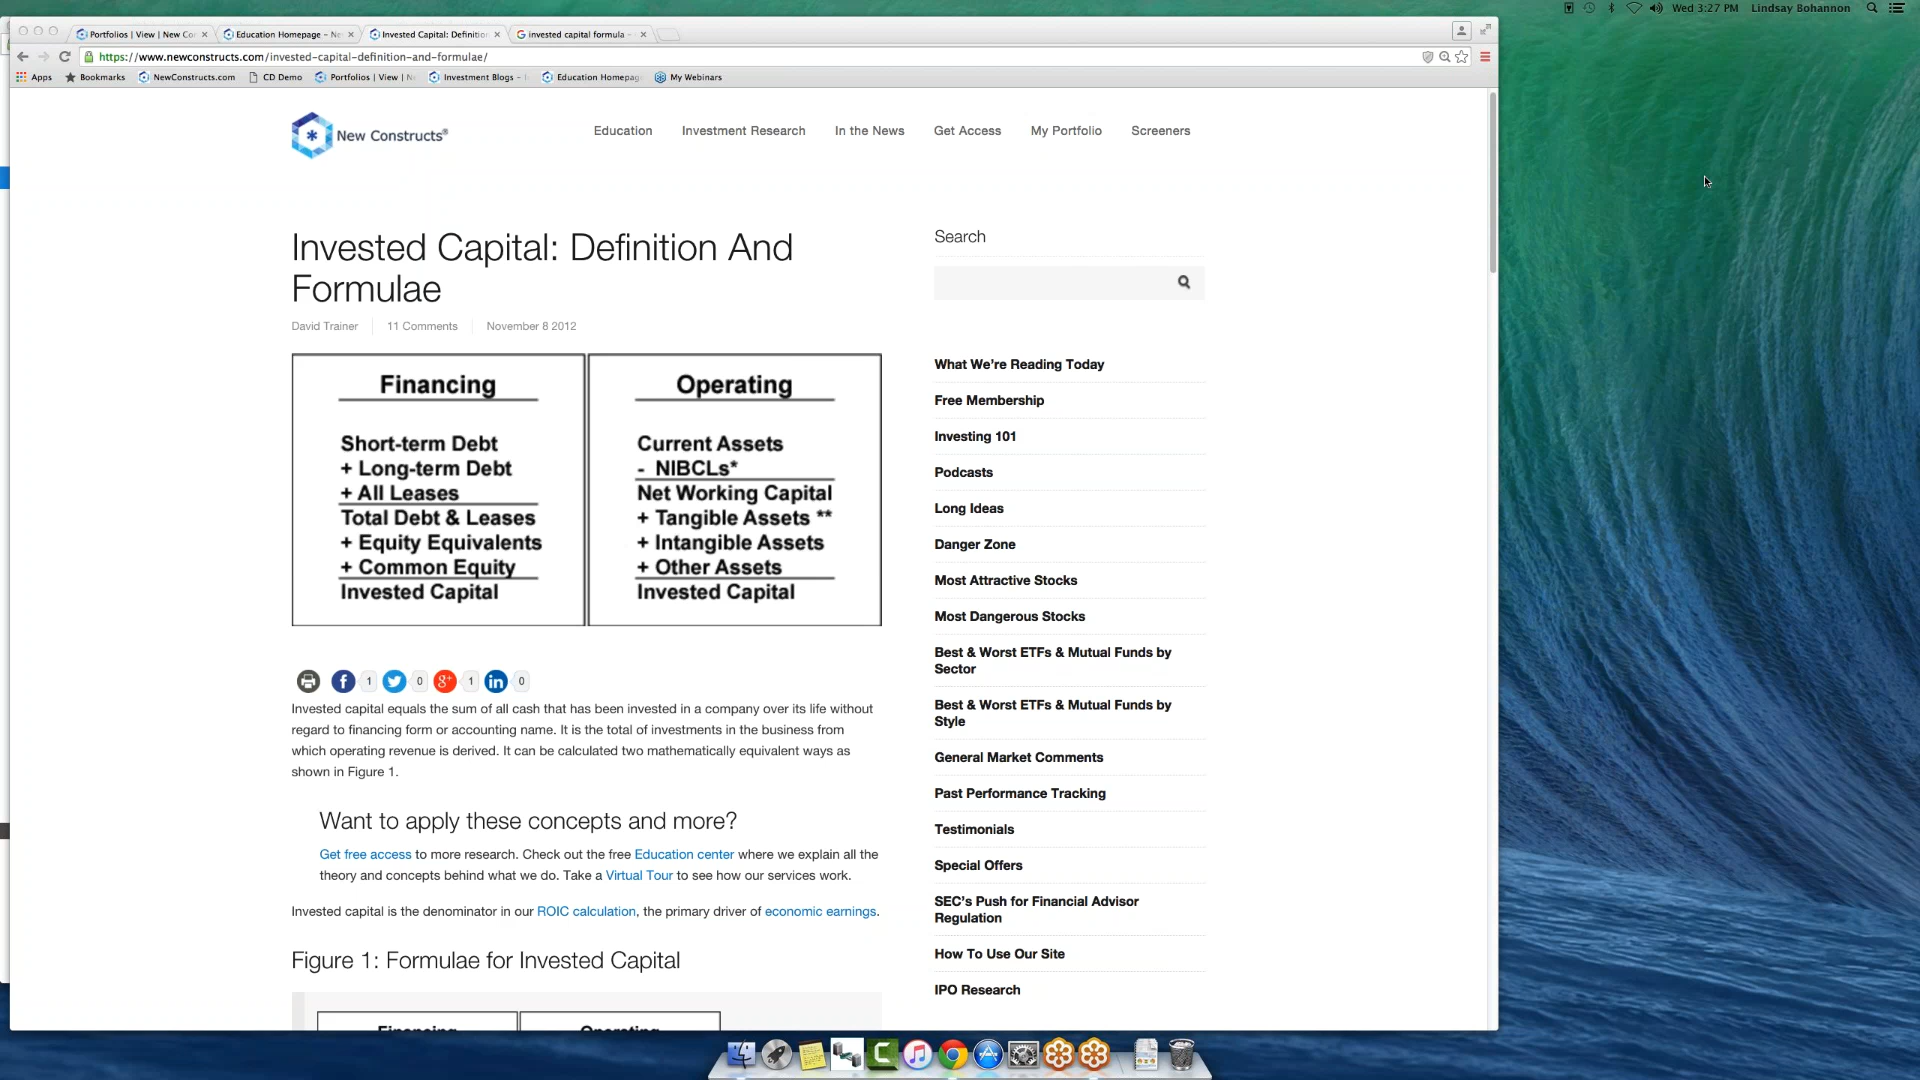 Wed 3:27 PM Lindsay Bohannon
Portfolios | View | New Co
Education Homepage - Ne
Invested Capital: Definitio
invested capital formula -
https://www.newconstructs.com/invested-capital-definition-and-formulae/
Apps Bookmarks NewConstructs.com CD Demo Portfolios | View | N Investment Blogs - Education Homepag My Webinars
New Constructs®
Education Investment Research In the News Get Access My Portfolio Screeners
Invested Capital: Definition And
Formulae
David Trainer 11 Comments November 8 2012
Financing
Short-term Debt
+ Long-term Debt
+ All Leases
Total Debt & Leases
+ Equity Equivalents
+ Common Equity
Invested Capital
Operating
Current Assets
- NIBCLs*
Net Working Capital
+ Tangible Assets **
+ Intangible Assets
+ Other Assets
Invested Capital
1 0 1 0
Invested capital equals the sum of all cash that has been invested in a company over its life without
regard to financing form or accounting name. It is the total of investments in the business from
which operating revenue is derived. It can be calculated two mathematically equivalent ways as
shown in Figure 1.
Want to apply these concepts and more?
Get free access to more research. Check out the free Education center where we explain all the
theory and concepts behind what we do. Take a Virtual Tour to see how our services work.
Invested capital is the denominator in our ROIC calculation, the primary driver of economic earnings.
Figure 1: Formulae for Invested Capital
Financing Operating
Search
What We're Reading Today
Free Membership
Investing 101
Podcasts
Long Ideas
Danger Zone
Most Attractive Stocks
Most Dangerous Stocks
Best & Worst ETFs & Mutual Funds by
Sector
Best & Worst ETFs & Mutual Funds by
Style
General Market Comments
Past Performance Tracking
Testimonials
Special Offers
SEC's Push for Financial Advisor
Regulation
How To Use Our Site
IPO Research